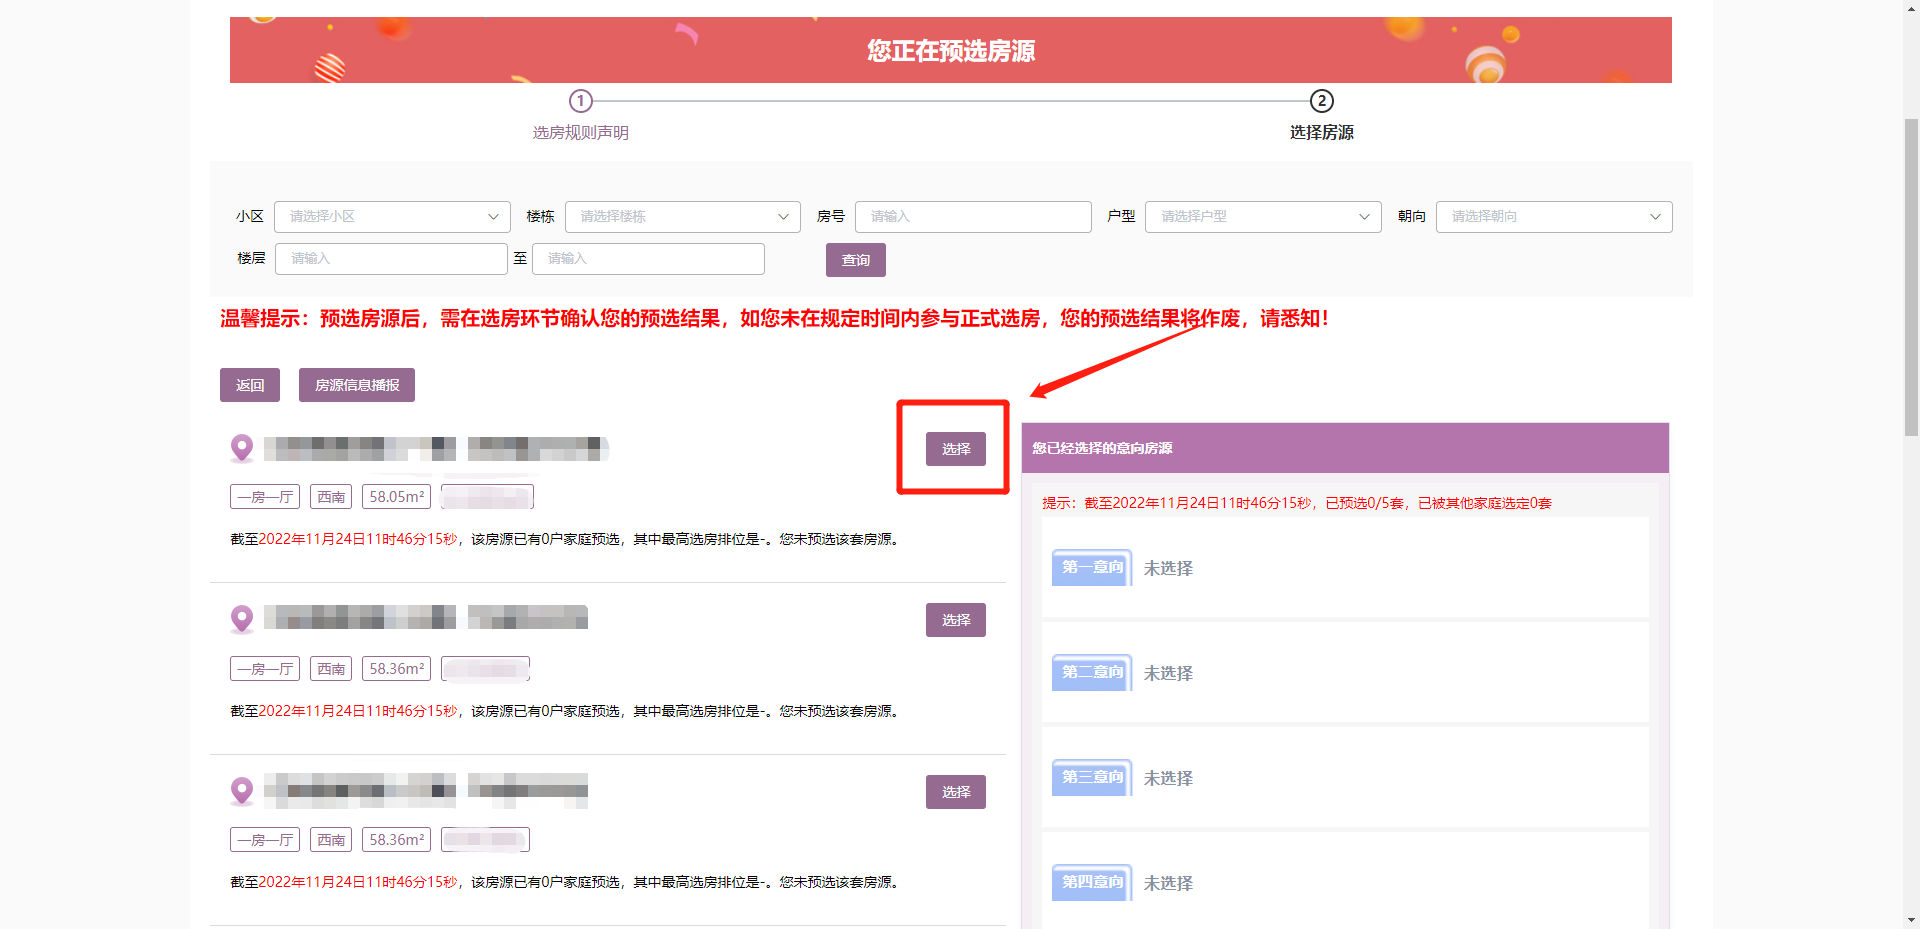 您正在预选房源
1
2
选房规则声明
选择房源
小区 请选择小区 楼栋 请选择楼栋 房号 请输入 户型 请选择户型 朝向 请选择朝向
楼层 请输入 至 请输入 查询
温馨提示：预选房源后，需在选房环节确认您的预选结果，如您未在规定时间内参与正式选房，您的预选结果将作废，请悉知！
返回 房源信息播报
选择
一房一厅 西南 58.05m²
截至2022年11月24日11时46分15秒，该房源已有0户家庭预选，其中最高选房排位是-。您未预选该套房源。
选择
一房一厅 西南 58.36m²
截至2022年11月24日11时46分15秒，该房源已有0户家庭预选，其中最高选房排位是-。您未预选该套房源。
选择
一房一厅 西南 58.36m²
截至2022年11月24日11时46分15秒，该房源已有0户家庭预选，其中最高选房排位是-。您未预选该套房源。
您已经选择的意向房源
提示：截至2022年11月24日11时46分15秒，已预选0/5套，已被其他家庭选定0套
第一意向 未选择
第二意向 未选择
第三意向 未选择
第四意向 未选择